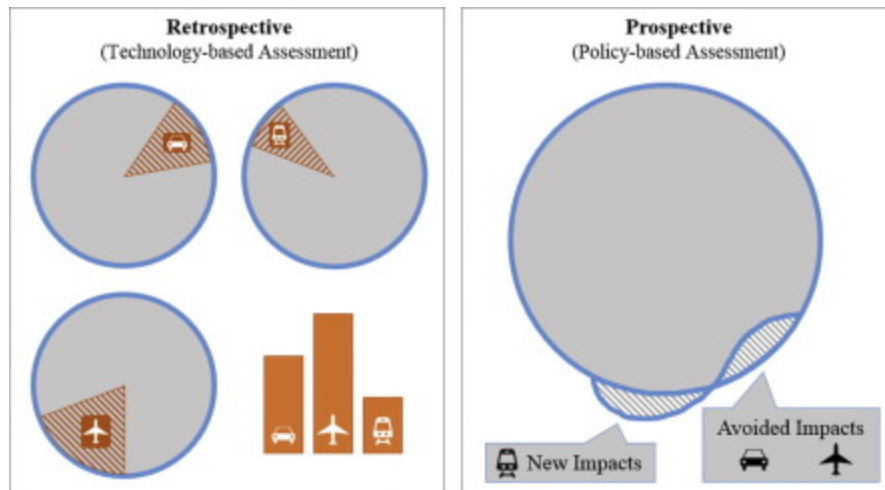 Retrospective
(Technology-based Assessment)
Prospective
(Policy-based Assessment)
New Impacts
Avoided Impacts